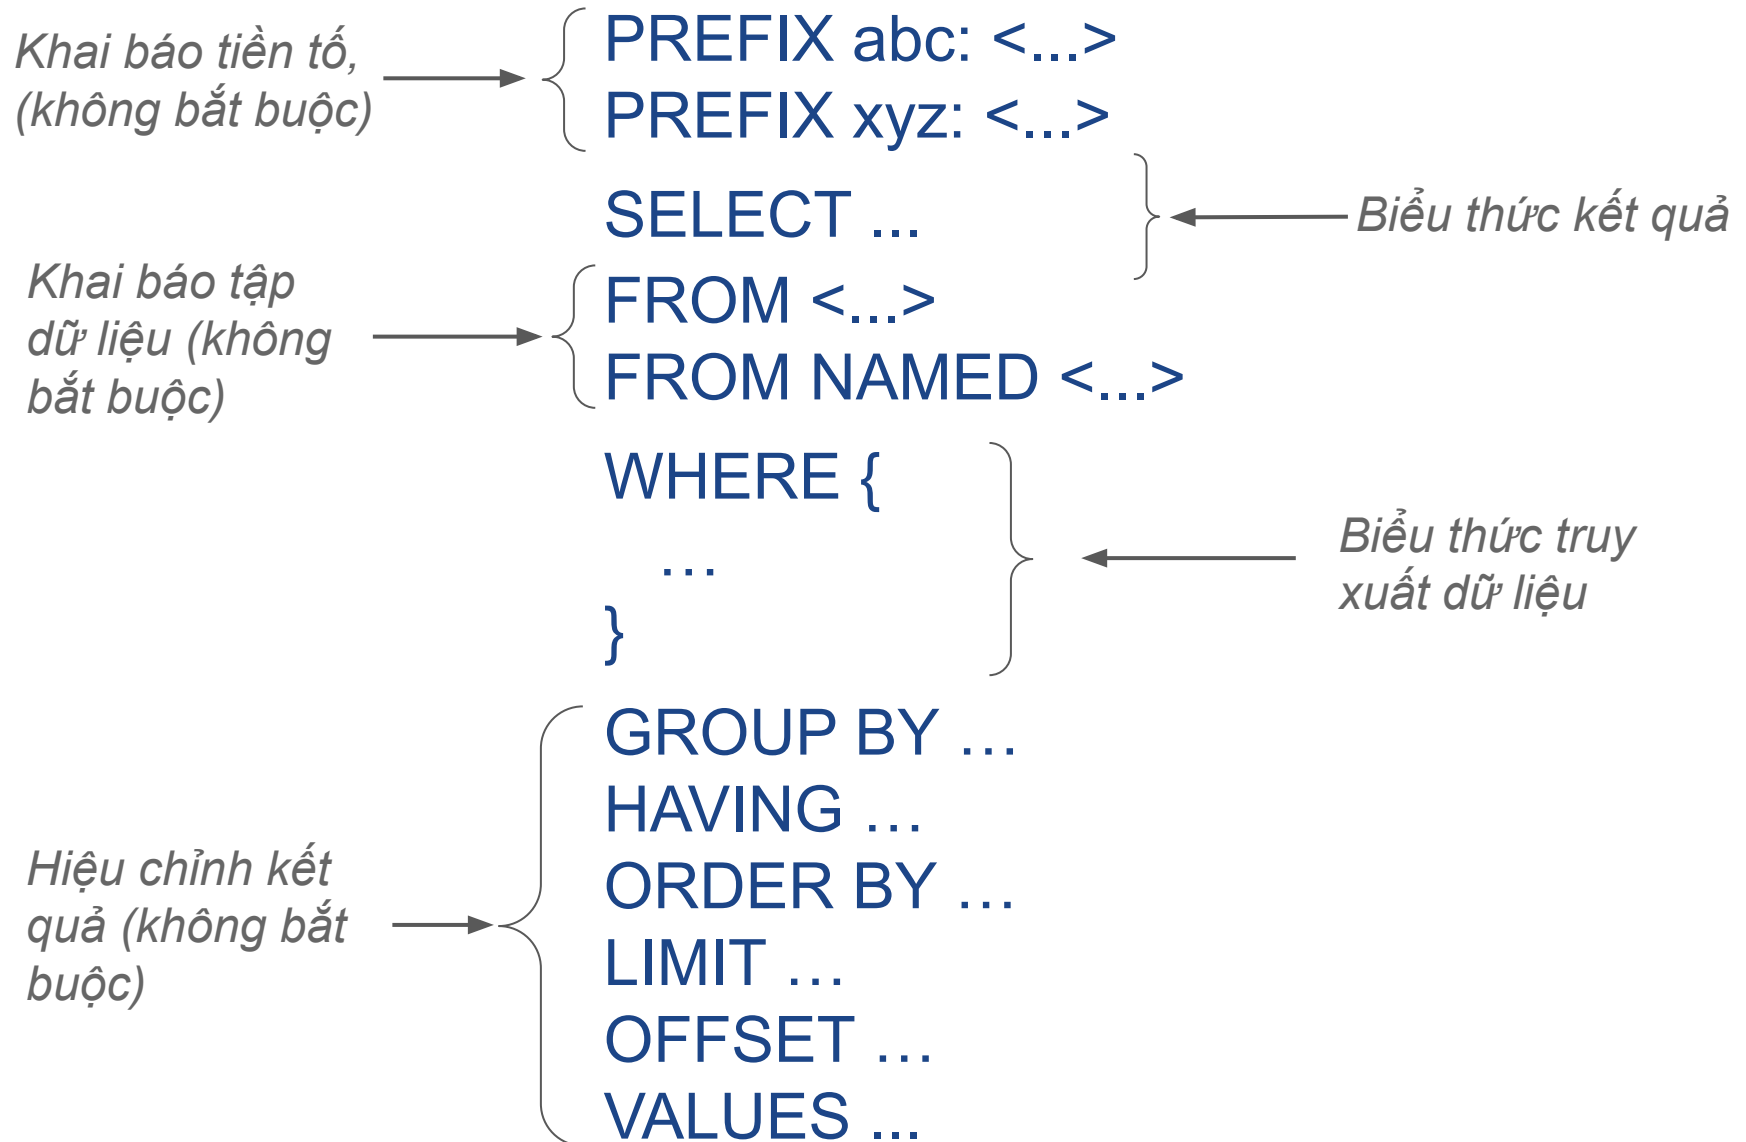 Khai báo tiền tố,
(không bắt buộc)
PREFIX abc: <...>
PREFIX xyz: <...>
SELECT ...
Biểu thức kết quả
Khai báo tập
dữ liệu (không
bắt buộc)
FROM <...>
FROM NAMED <...>
WHERE {
…
}
Biểu thức truy
xuất dữ liệu
Hiệu chỉnh kết
quả (không bắt
buộc)
GROUP BY …
HAVING …
ORDER BY …
LIMIT …
OFFSET …
VALUES ...